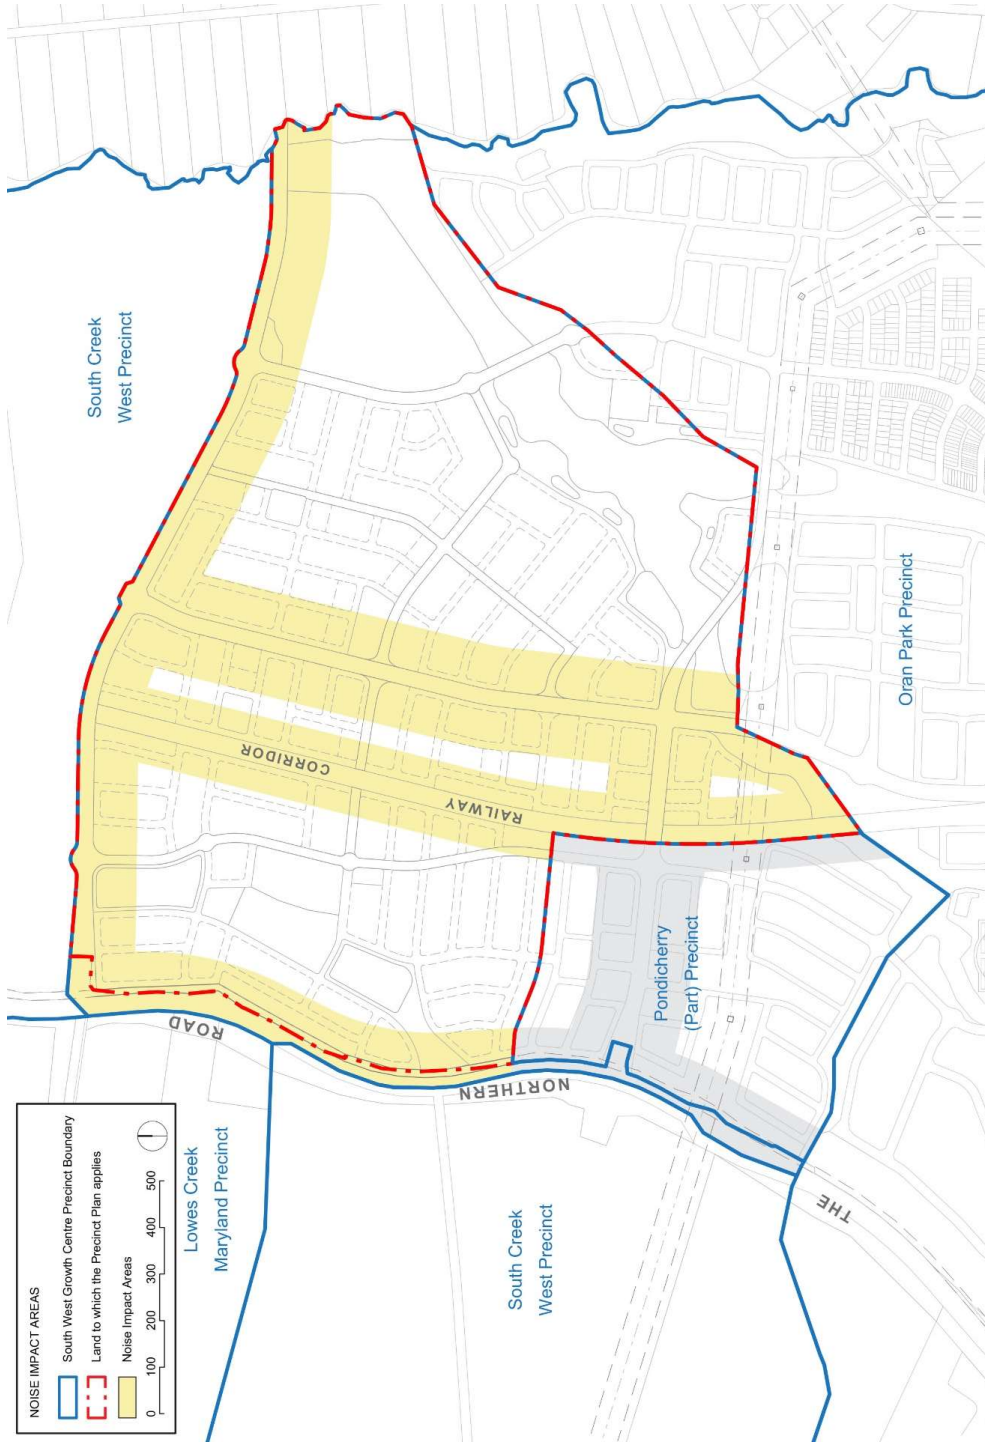 NOISE IMPACT AREAS
South West Growth Centre Precinct Boundary
Land to which the Precinct Plan applies
Noise Impact Areas
0 100 200 300 400 500
South Creek
West Precinct
Lowes Creek
Maryland Precinct
South Creek
West Precinct
Pondicherry
(Part) Precinct
Oran Park Precinct
RAILWAY
CORRIDOR
THE
NORTHERN
ROAD